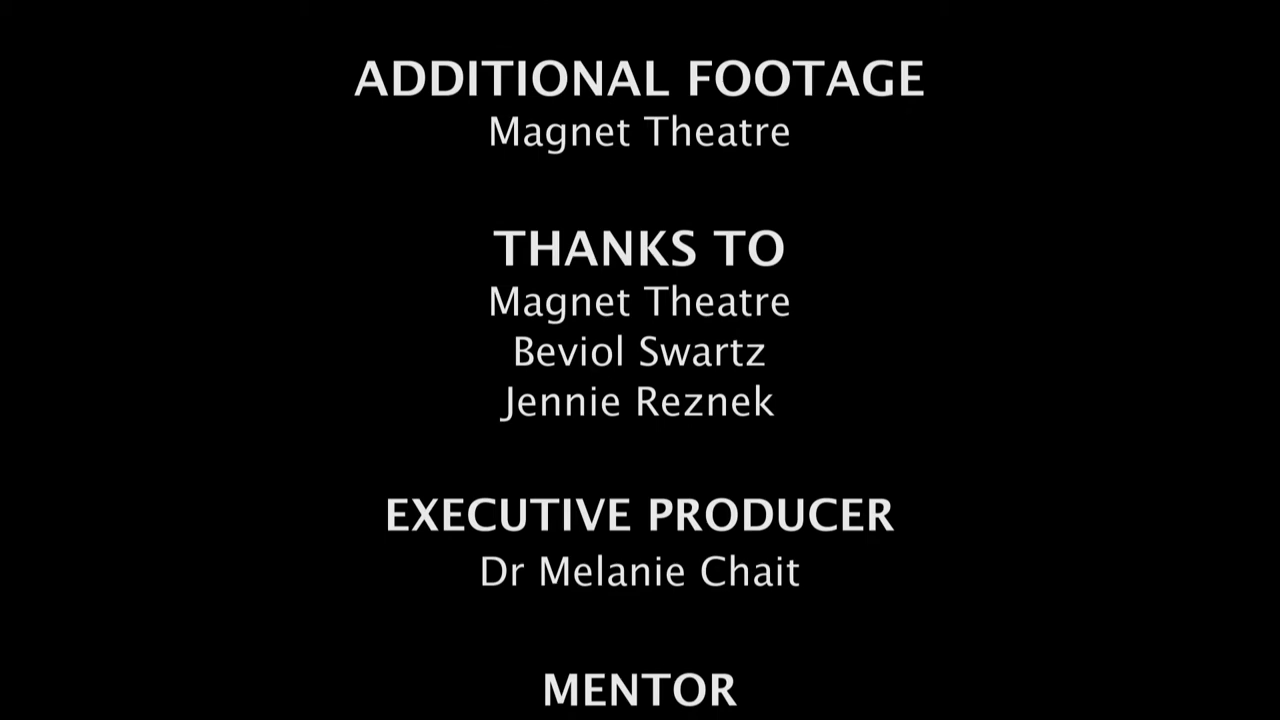 ADDITIONAL FOOTAGE
Magnet Theatre
THANKS TO
Magnet Theatre
Beviol Swartz
Jennie Reznek
EXECUTIVE PRODUCER
Dr Melanie Chait
MENTOR